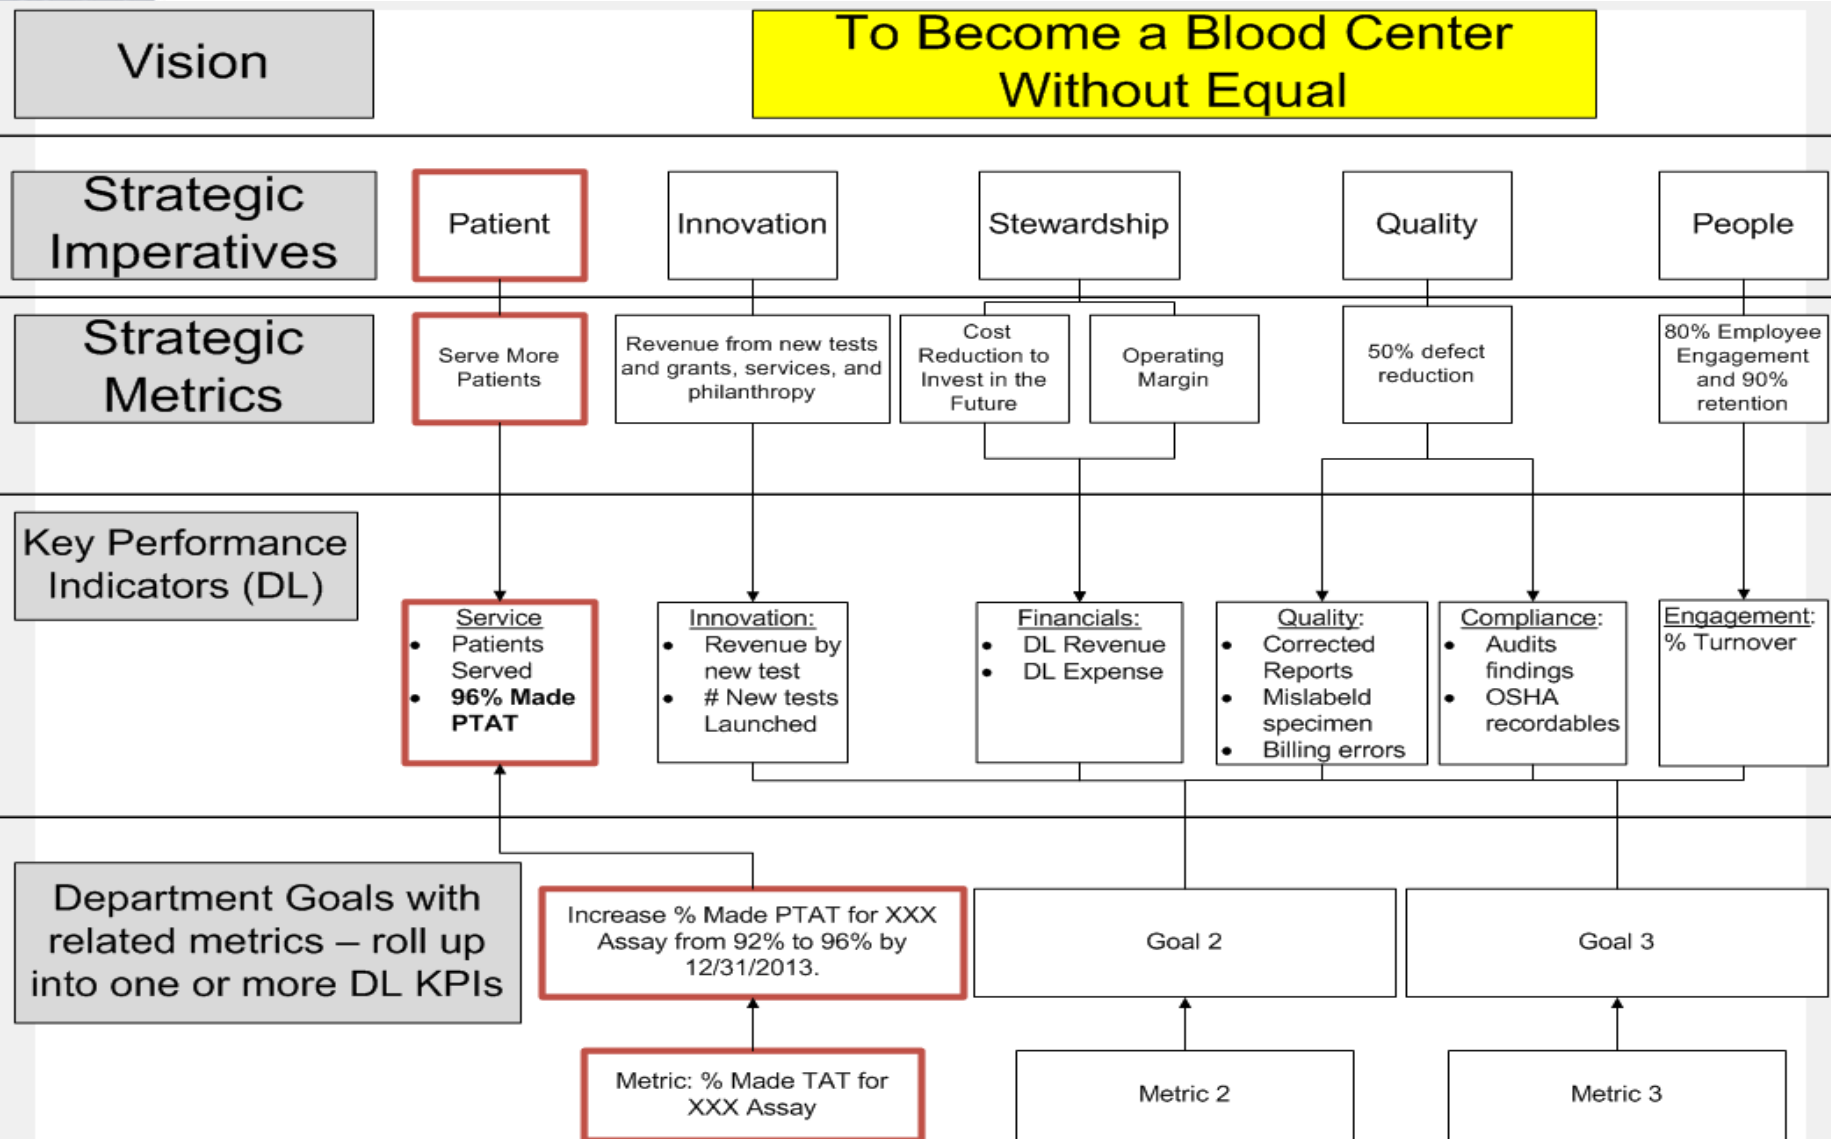 Vision
To Become a Blood Center
Without Equal
Strategic
Imperatives
Patient
Innovation
Stewardship
Quality
People
Strategic
Metrics
Serve More
Patients
Revenue from new tests
and grants, services, and
philanthropy
Cost
Reduction to
Invest in the
Future
Operating
Margin
50% defect
reduction
80% Employee
Engagement
and 90%
retention
Key Performance
Indicators (DL)
Service
• Patients
Served
• 96% Made
PTAT
Innovation:
• Revenue by
new test
• # New tests
Launched
Financials:
• DL Revenue
• DL Expense
Quality:
• Corrected
Reports
• Mislabeld
specimen
• Billing errors
Compliance:
• Audits
findings
• OSHA
recordables
Engagement:
% Turnover
Department Goals with
related metrics – roll up
into one or more DL KPIs
Increase % Made PTAT for XXX
Assay from 92% to 96% by
12/31/2013.
Goal 2
Goal 3
Metric: % Made TAT for
XXX Assay
Metric 2
Metric 3